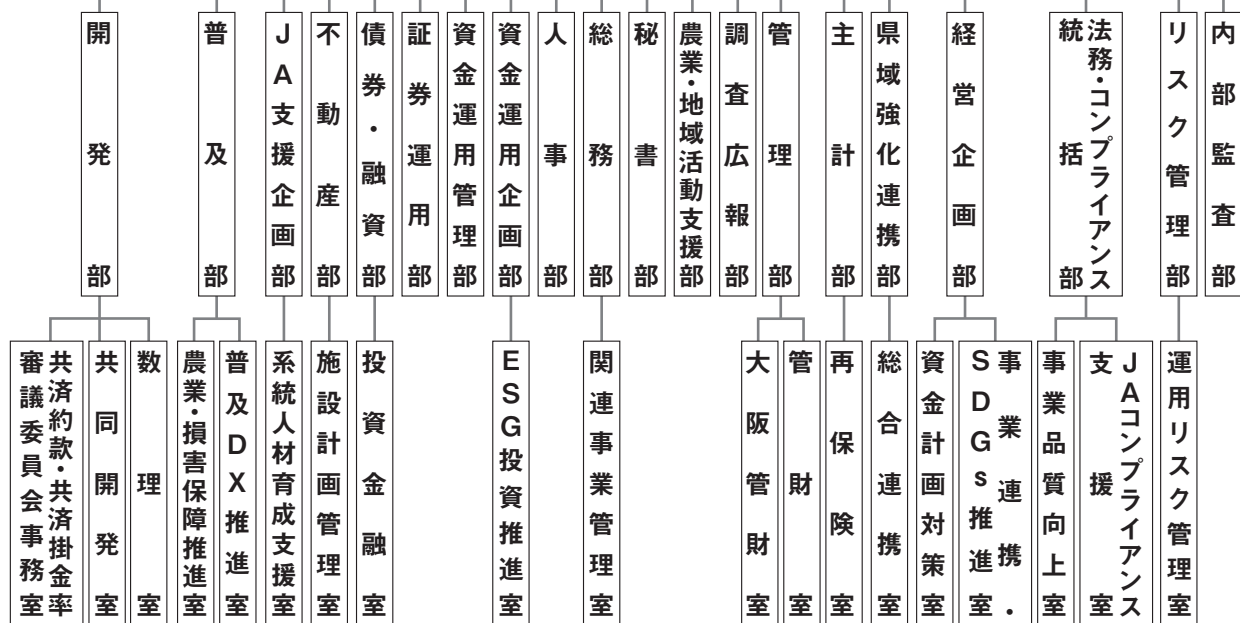 内部監査部
リスク管理部
法務・コンプライアンス
統括部
経営企画部
県域強化連携部
主計部
管理部
調査広報部
農業・地域活動支援部
秘書部
総務部
人事部
資金運用企画部
資金運用管理部
証券運用部
債券・融資部
不動産部
JA支援企画部
普及部
開発部
運用リスク管理室
JAコンプライアンス
支援室
事業品質向上室
事業連携・
SDGs推進室
資金計画対策室
総合連携室
再保険室
管財室
大阪管財室
関連事業管理室
ESG投資推進室
投資金融室
施設計画管理室
系統人材育成支援室
普及DX推進室
農業・損害保障推進室
数理室
共同開発室
共済約款・共済掛金率
審議委員会事務室